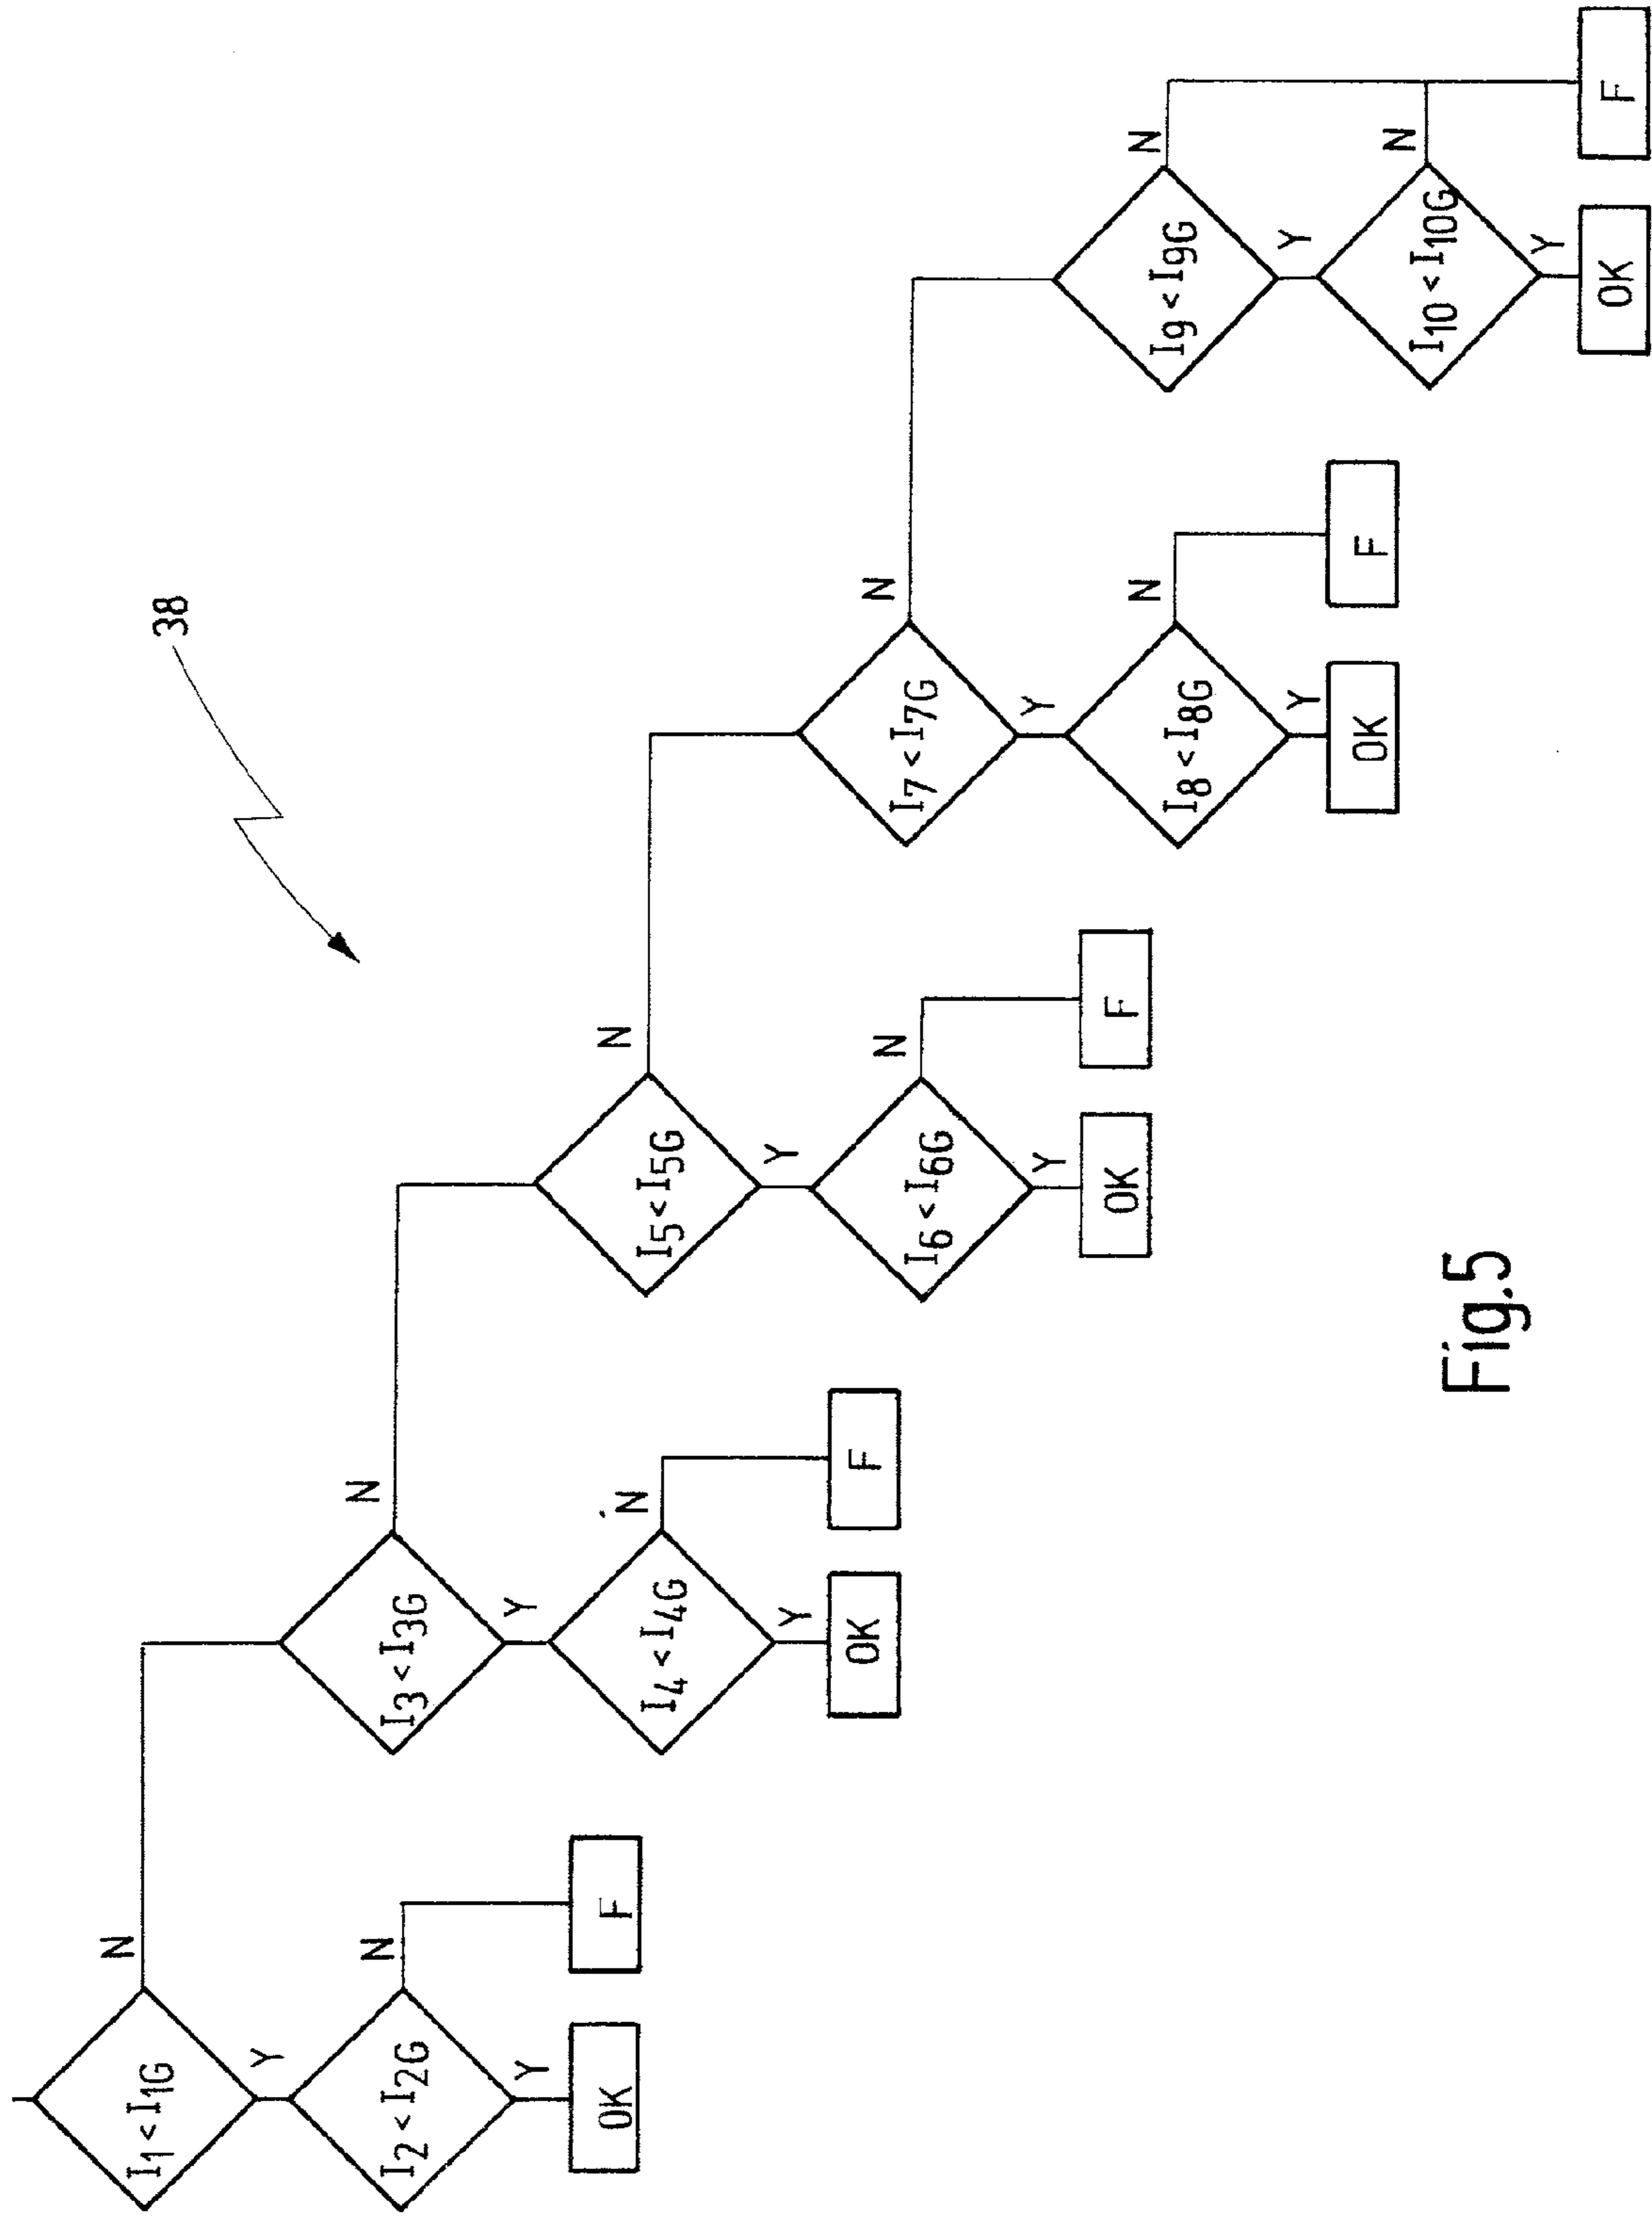 38
I1 < I1G
N
Y
I2 < I2G
N
Y
OK
F
I3 < I3G
N
Y
I4 < I4G
N
Y
OK
F
I5 < I5G
N
Y
I6 < I6G
N
Y
OK
F
I7 < I7G
N
Y
I8 < I8G
N
Y
OK
F
I9 < I9G
N
Y
I10 < I10G
N
Y
OK
F
Fig.5